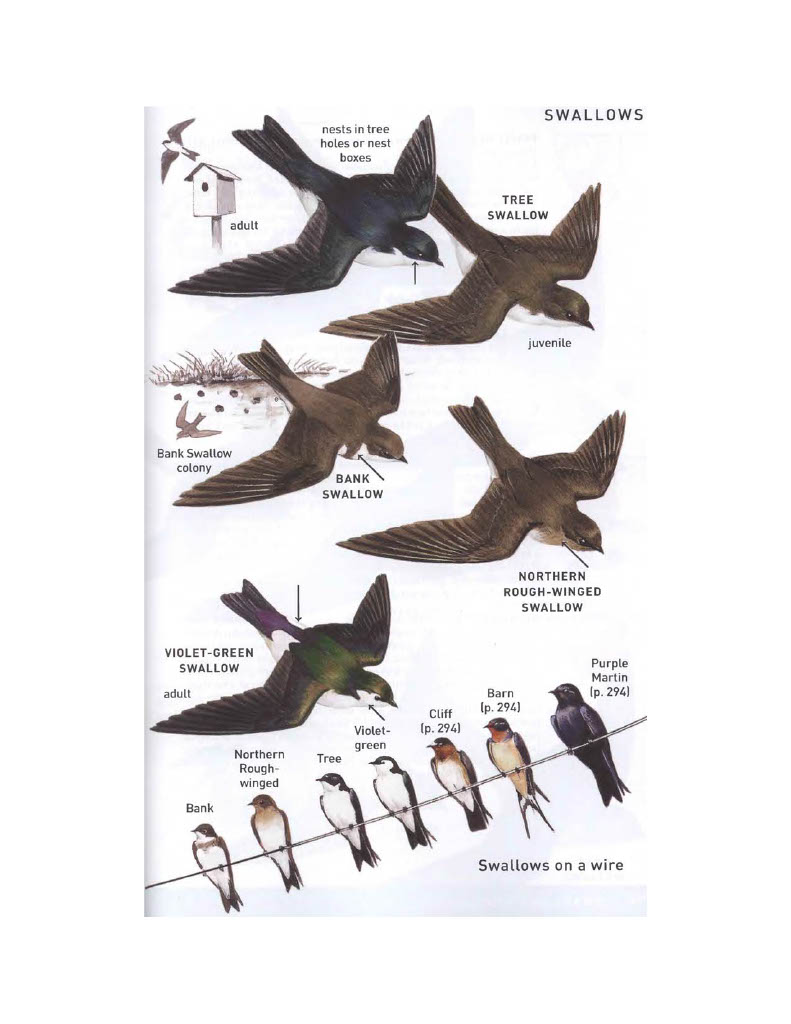 SWALLOWS
nests in tree
holes or nest
boxes
adult
TREE
SWALLOW
juvenile
Bank Swallow
colony
BANK
SWALLOW
NORTHERN
ROUGH-WINGED
SWALLOW
VIOLET-GREEN
SWALLOW
adult
Bank
Northern
Rough-
winged
Tree
Violet-
green
Cliff
(p. 294)
Barn
(p. 294)
Purple
Martin
(p. 294)
Swallows on a wire